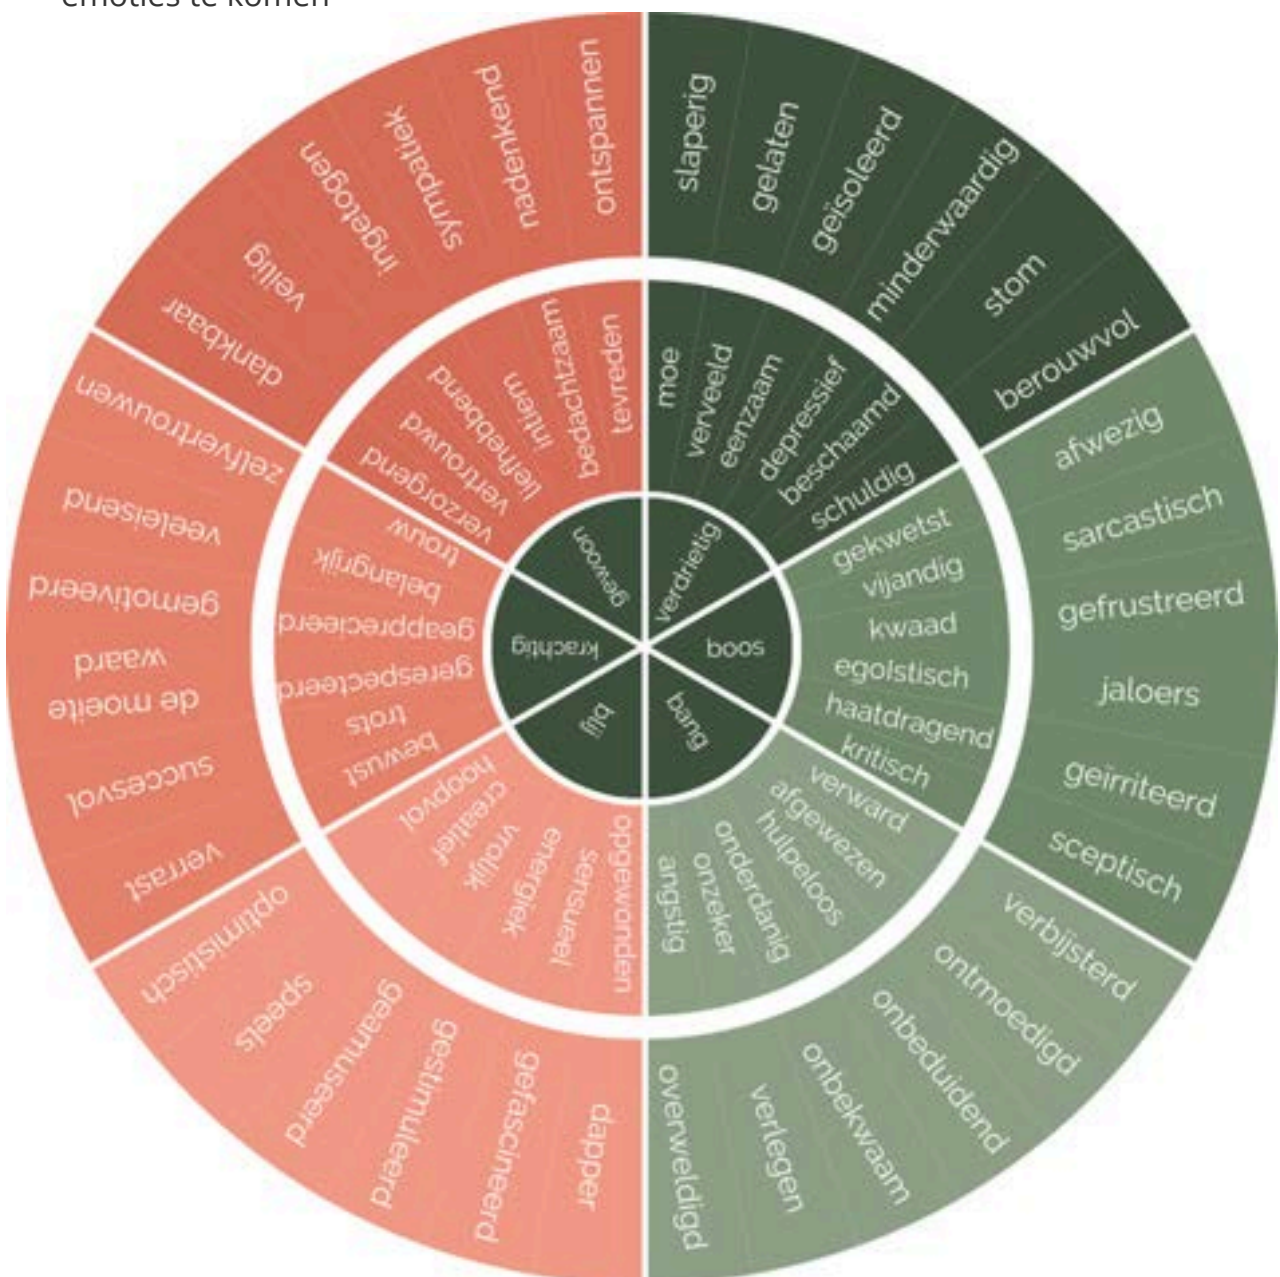 emoties te komen
verdrietig
boos
bang
blij
krachtig
gewoon
moe
verveeld
eenzaam
depressief
beschaamd
schuldig
gekwetst
vijandig
kwaad
egoïstisch
haatdragend
kritisch
verward
afgewezen
hulpeloos
onderdanig
onzeker
angstig
opgewonden
sensueel
energiek
vrolijk
creatief
hoopvol
bewust
trots
gerespecteerd
geapprecieerd
belangrijk
trouw
verzorgend
vertrouwd
liefhebbend
intiem
bedachtzaam
tevreden
slaperig
gelaten
geïsoleerd
minderwaardig
stom
berouwvol
afwezig
sarcastisch
gefrustreerd
jaloers
geïrriteerd
sceptisch
verbijsterd
ontmoedigd
onbeduidend
onbekwaam
verlegen
overweldigd
dapper
gefascineerd
gestimuleerd
geamuseerd
speels
optimistisch
verrast
succesvol
de moeite
waard
gemotiveerd
veeleisend
zelfvertrouwen
dankbaar
veilig
ingetogen
sympatiek
nadenkend
ontspannen